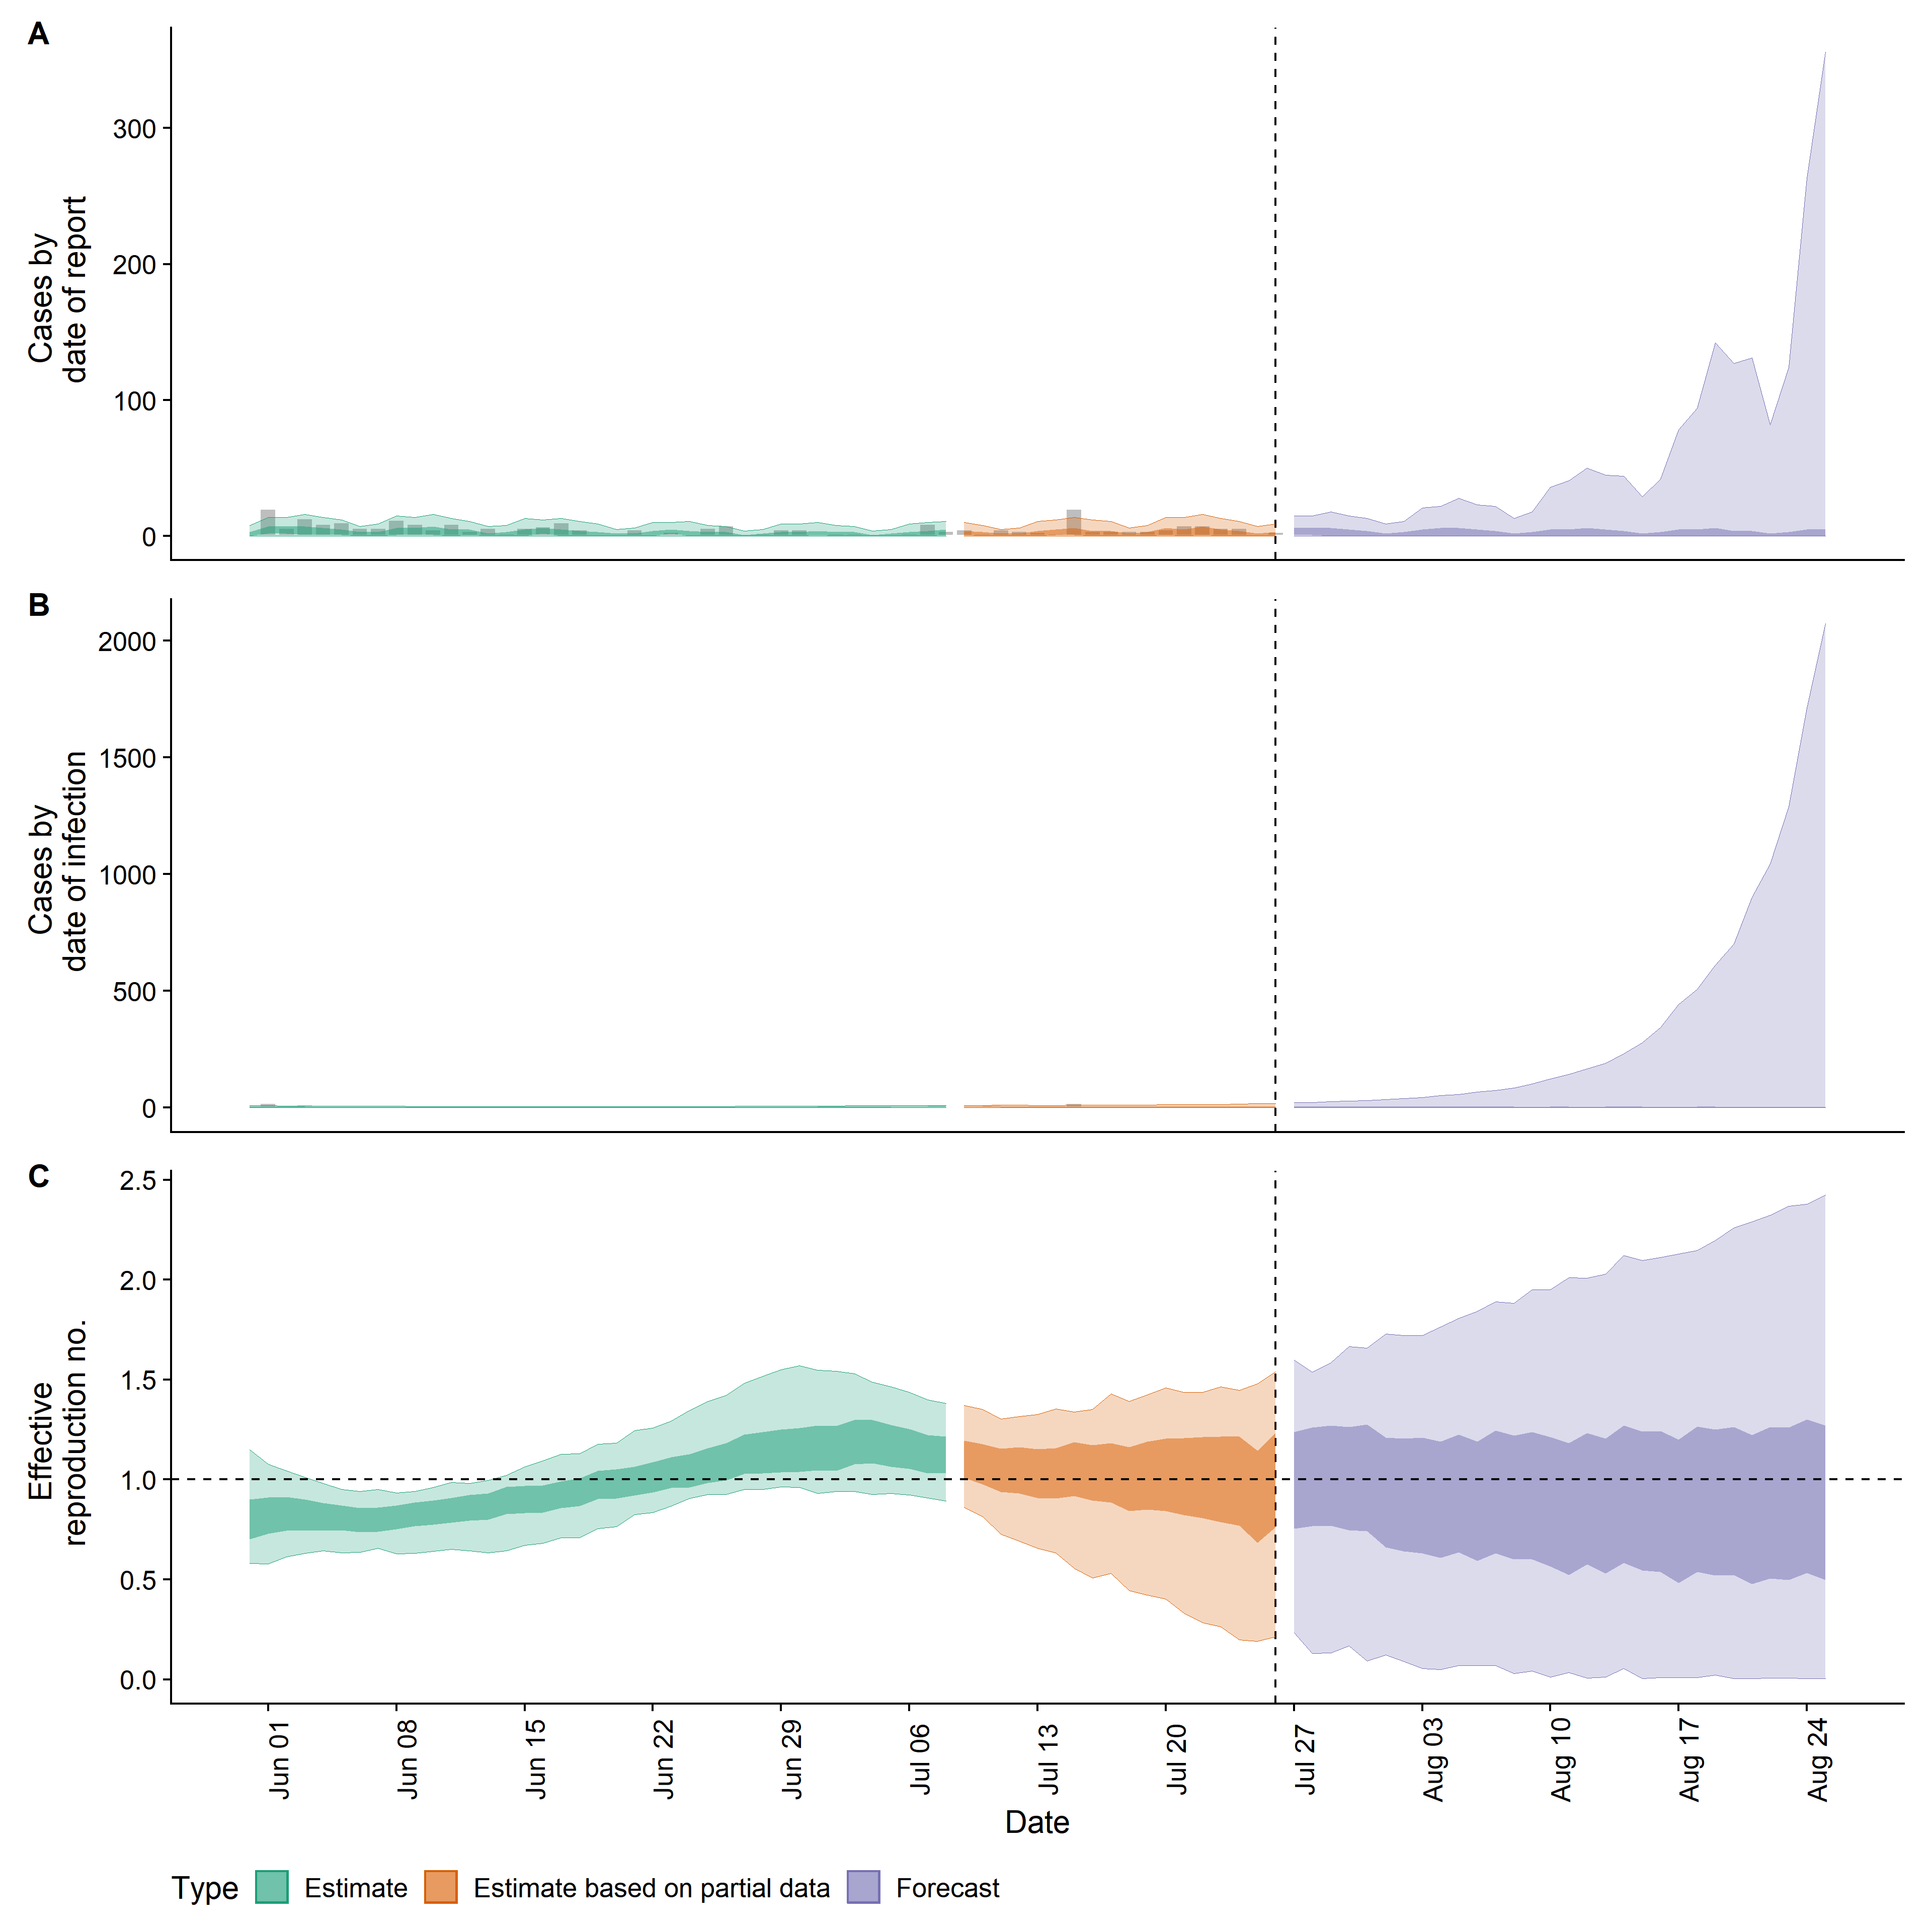 A
Cases by
date of report
300
200
100
0
B
Cases by
date of infection
2000
1500
1000
500
0
C
Effective
reproduction no.
2.5
2.0
1.5
1.0
0.5
0.0
Jun 01
Jun 08
Jun 15
Jun 22
Jun 29
Jul 06
Jul 13
Jul 20
Jul 27
Aug 03
Aug 10
Aug 17
Aug 24
Date
Type Estimate Estimate based on partial data Forecast